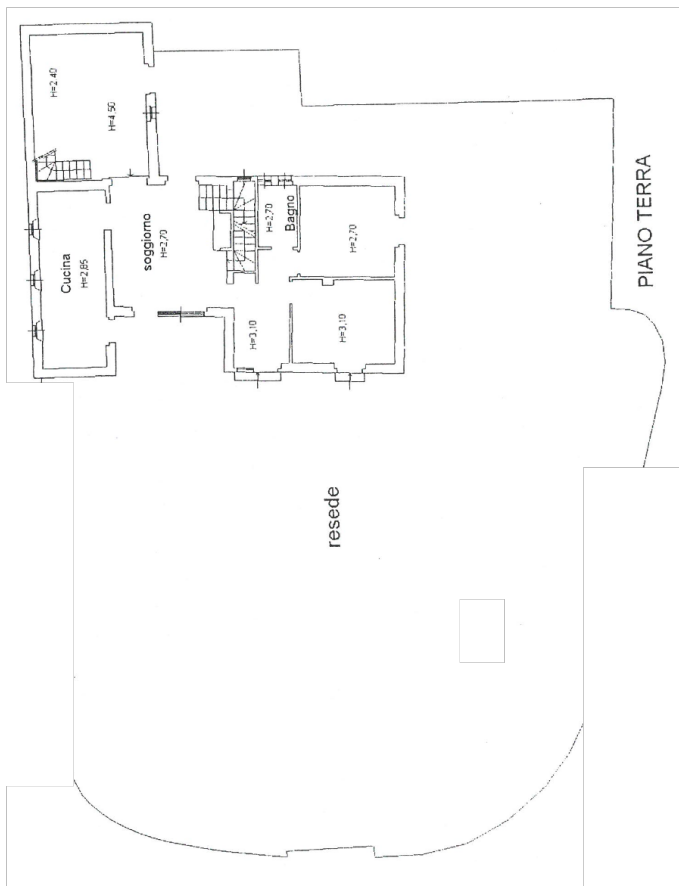 H=2.40
H=4,50
Cucina
H=2,85
soggiorno
H=2,70
H=2,70
Bagno
H=2,70
H=3,10
H=3,10
PIANO TERRA
resede